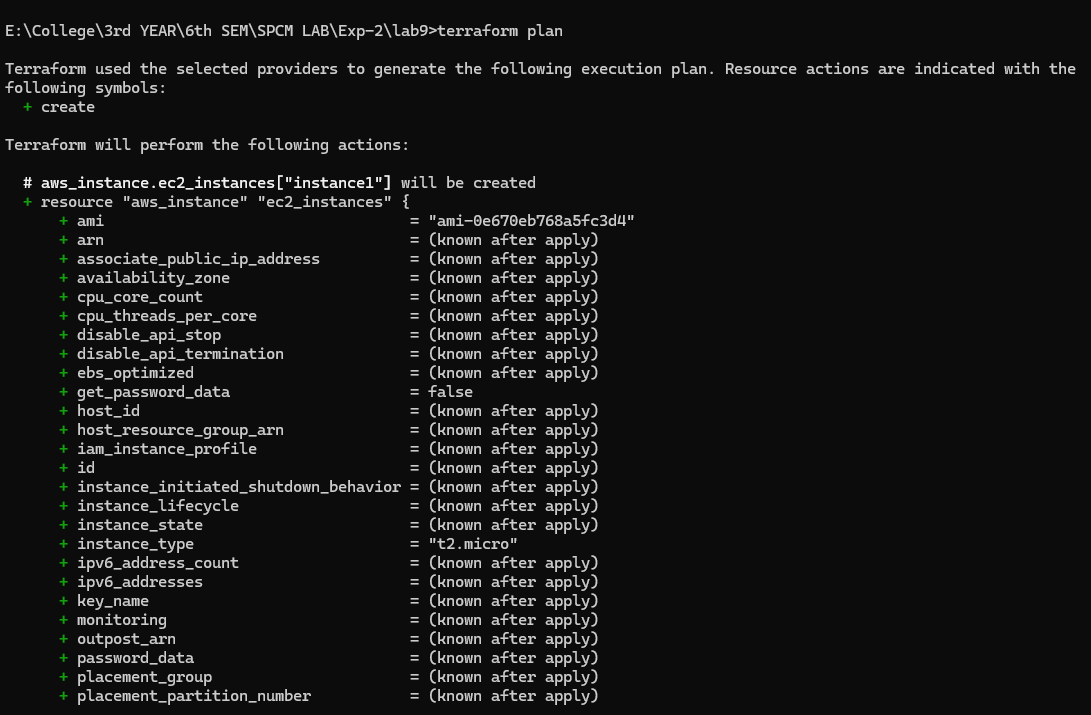 E:\College\3rd YEAR\6th SEM\SPCM LAB\Exp-2\lab9>terraform plan
Terraform used the selected providers to generate the following execution plan. Resource actions are indicated with the
following symbols:
  + create
Terraform will perform the following actions:
  # aws_instance.ec2_instances["instance1"] will be created
  + resource "aws_instance" "ec2_instances" {
      + ami                                  = "ami-0e670eb768a5fc3d4"
      + arn                                  = (known after apply)
      + associate_public_ip_address          = (known after apply)
      + availability_zone                    = (known after apply)
      + cpu_core_count                       = (known after apply)
      + cpu_threads_per_core                 = (known after apply)
      + disable_api_stop                     = (known after apply)
      + disable_api_termination              = (known after apply)
      + ebs_optimized                        = (known after apply)
      + get_password_data                    = false
      + host_id                              = (known after apply)
      + host_resource_group_arn              = (known after apply)
      + iam_instance_profile                 = (known after apply)
      + id                                   = (known after apply)
      + instance_initiated_shutdown_behavior = (known after apply)
      + instance_lifecycle                   = (known after apply)
      + instance_state                       = (known after apply)
      + instance_type                        = "t2.micro"
      + ipv6_address_count                   = (known after apply)
      + ipv6_addresses                       = (known after apply)
      + key_name                             = (known after apply)
      + monitoring                           = (known after apply)
      + outpost_arn                          = (known after apply)
      + password_data                        = (known after apply)
      + placement_group                      = (known after apply)
      + placement_partition_number           = (known after apply)